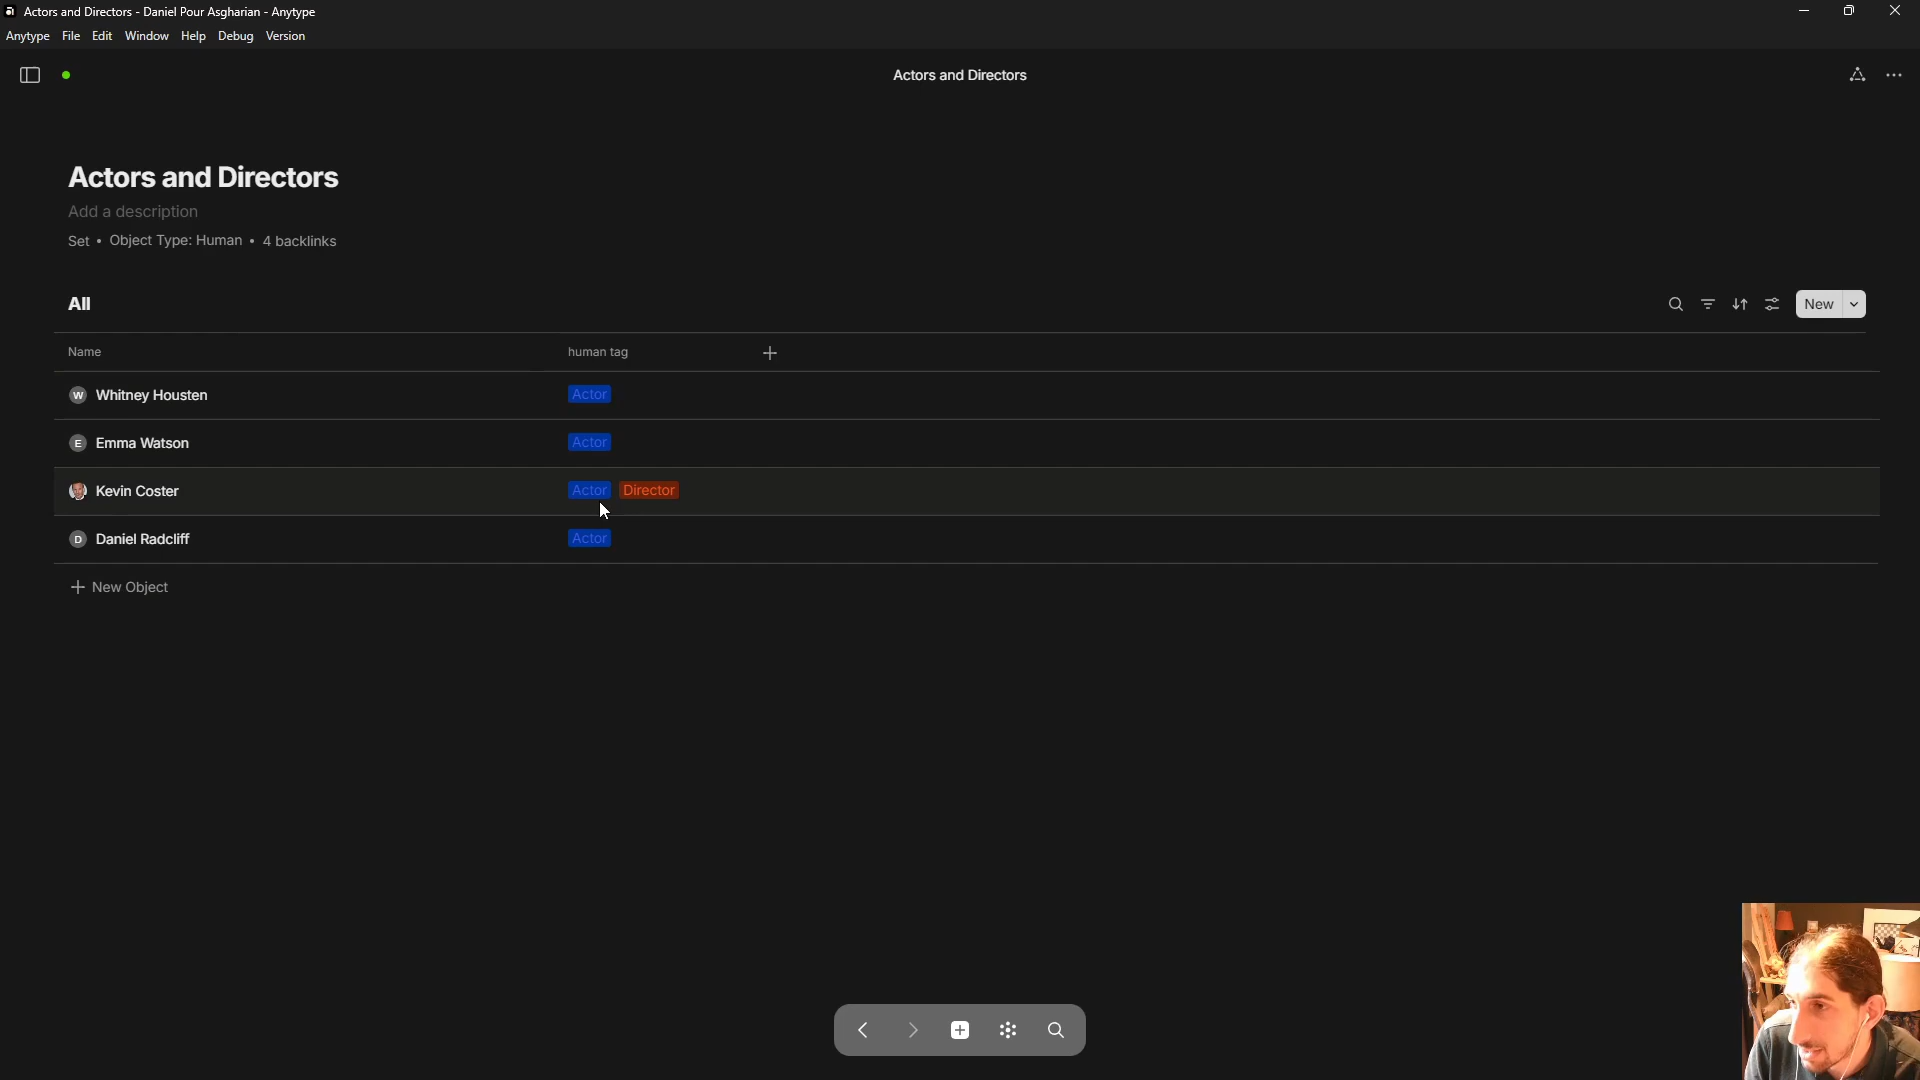 Actors and Directors - Daniel Pour Asgharian - Anytype
Anytype File Edit Window Help Debug Version
Actors and Directors
Actors and Directors
Add a description
Set • Object Type: Human • 4 backlinks
All
New
Name human tag
W Whitney Housten Actor
E Emma Watson Actor
Kevin Coster Actor Director
D Daniel Radcliff Actor
New Object